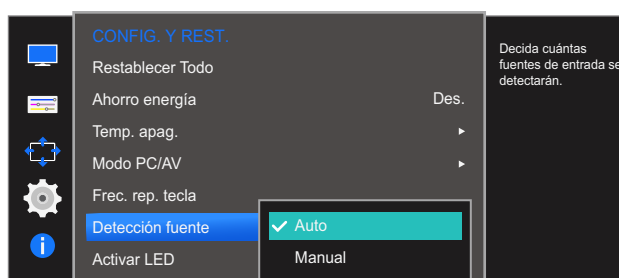 CONFIG. Y REST.
Restablecer Todo
Ahorro energía Des.
Temp. apag.
Modo PC/AV
Frec. rep. tecla
Detección fuente
Auto
Activar LED
Manual
Decida cuántas
fuentes de entrada se
detectarán.